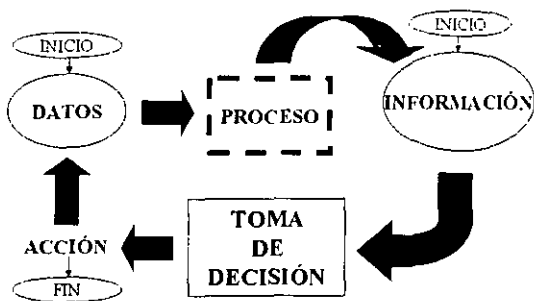 INICIO
DATOS
PROCESO
INICIO
INFORMACIÓN
TOMA
DE
DECISIÓN
ACCIÓN
FIN